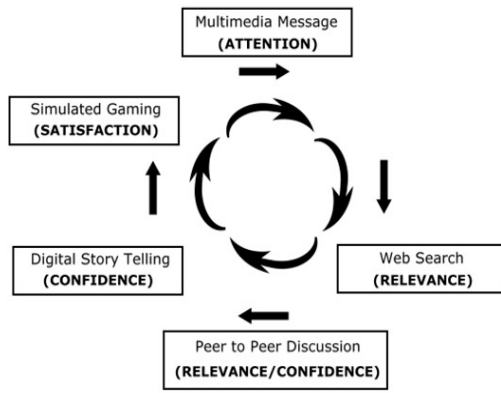 Multimedia Message
(ATTENTION)
Simulated Gaming
(SATISFACTION)
Digital Story Telling
(CONFIDENCE)
Web Search
(RELEVANCE)
Peer to Peer Discussion
(RELEVANCE/CONFIDENCE)